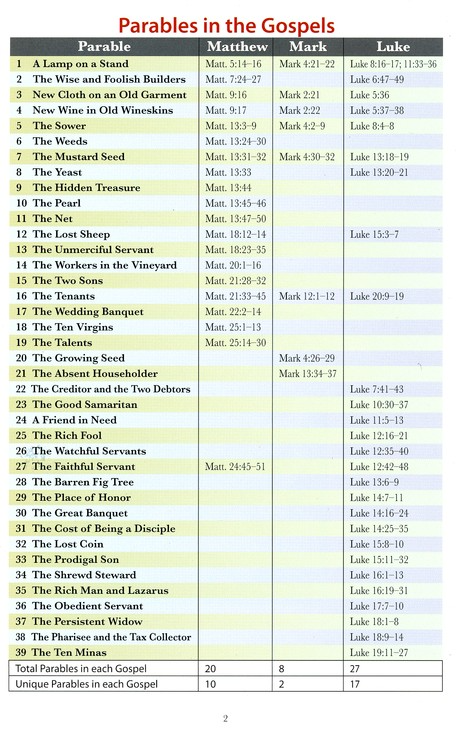 Parables in the Gospels
Parable Matthew Mark Luke
1 A Lamp on a Stand Matt. 5:14–16 Mark 4:21–22 Luke 8:16–17; 11:33–36
2 The Wise and Foolish Builders Matt. 7:24–27 Luke 6:47–49
3 New Cloth on an Old Garment Matt. 9:16 Mark 2:21 Luke 5:36
4 New Wine in Old Wineskins Matt. 9:17 Mark 2:22 Luke 5:37–38
5 The Sower Matt. 13:3–9 Mark 4:2–9 Luke 8:4–8
6 The Weeds Matt. 13:24–30
7 The Mustard Seed Matt. 13:31–32 Mark 4:30–32 Luke 13:18–19
8 The Yeast Matt. 13:33 Luke 13:20–21
9 The Hidden Treasure Matt. 13:44
10 The Pearl Matt. 13:45–46
11 The Net Matt. 13:47–50
12 The Lost Sheep Matt. 18:12–14 Luke 15:3–7
13 The Unmerciful Servant Matt. 18:23–35
14 The Workers in the Vineyard Matt. 20:1–16
15 The Two Sons Matt. 21:28–32
16 The Tenants Matt. 21:33–45 Mark 12:1–12 Luke 20:9–19
17 The Wedding Banquet Matt. 22:2–14
18 The Ten Virgins Matt. 25:1–13
19 The Talents Matt. 25:14–30
20 The Growing Seed Mark 4:26–29
21 The Absent Householder Mark 13:34–37
22 The Creditor and the Two Debtors Luke 7:41–43
23 The Good Samaritan Luke 10:30–37
24 A Friend in Need Luke 11:5–13
25 The Rich Fool Luke 12:16–21
26 The Watchful Servants Luke 12:35–40
27 The Faithful Servant Matt. 24:45–51 Luke 12:42–48
28 The Barren Fig Tree Luke 13:6–9
29 The Place of Honor Luke 14:7–11
30 The Great Banquet Luke 14:16–24
31 The Cost of Being a Disciple Luke 14:25–35
32 The Lost Coin Luke 15:8–10
33 The Prodigal Son Luke 15:11–32
34 The Shrewd Steward Luke 16:1–13
35 The Rich Man and Lazarus Luke 16:19–31
36 The Obedient Servant Luke 17:7–10
37 The Persistent Widow Luke 18:1–8
38 The Pharisee and the Tax Collector Luke 18:9–14
39 The Ten Minas Luke 19:11–27
Total Parables in each Gospel 20 8 27
Unique Parables in each Gospel 10 2 17
2